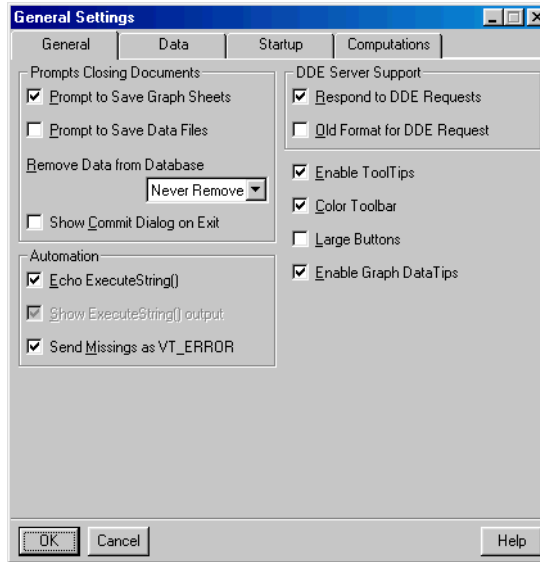 General Settings
General
Data
Startup
Computations
Prompts Closing Documents
Prompt to Save Graph Sheets
Prompt to Save Data Files
Remove Data from Database
Never Remove
Show Commit Dialog on Exit
Automation
Echo ExecuteString()
Show ExecuteString() output
Send Missings as VT_ERROR
DDE Server Support
Respond to DDE Requests
Old Format for DDE Request
Enable ToolTips
Color Toolbar
Large Buttons
Enable Graph DataTips
OK
Cancel
Help